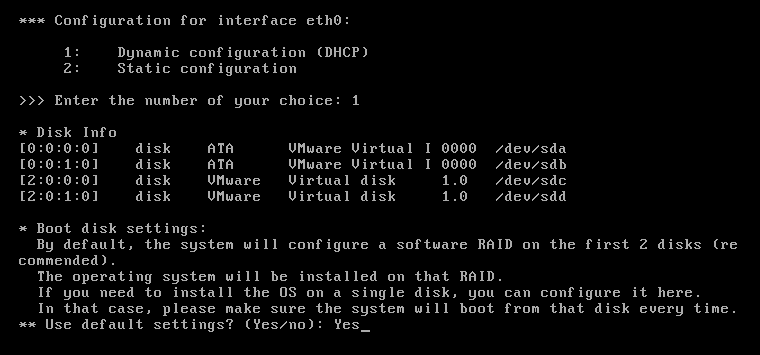 *** Configuration for interface eth0:
1: Dynamic configuration (DHCP)
2: Static configuration
>>> Enter the number of your choice: 1
* Disk Info
[0:0:0:0] disk ATA VMware Virtual I 0000 /dev/sda
[0:0:1:0] disk ATA VMware Virtual I 0000 /dev/sdb
[2:0:0:0] disk VMware Virtual disk 1.0 /dev/sdc
[2:0:1:0] disk VMware Virtual disk 1.0 /dev/sdd
* Boot disk settings:
By default, the system will configure a software RAID on the first 2 disks (re
commended).
The operating system will be installed on that RAID.
If you need to install the OS on a single disk, you can configure it here.
In that case, please make sure the system will boot from that disk every time.
** Use default settings? (Yes/no): Yes_